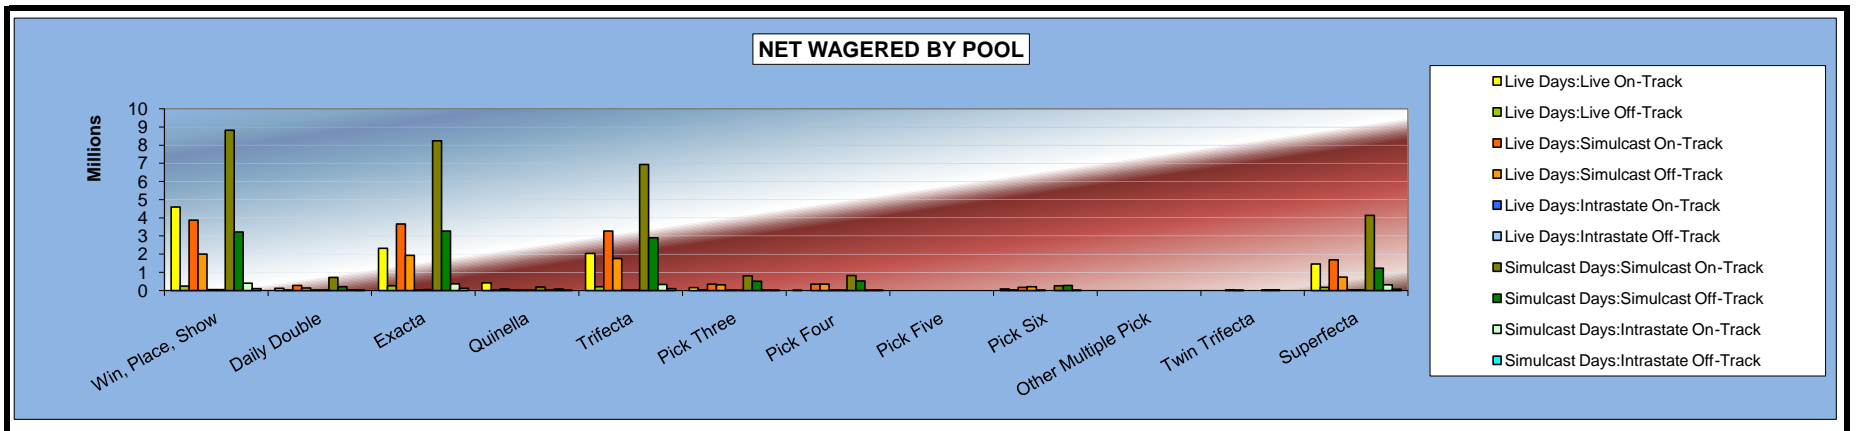 NET WAGERED BY POOL
Millions
10
9
8
7
6
5
4
3
2
1
0
Win, Place, Show
Daily Double
Exacta
Quinella
Trifecta
Pick Three
Pick Four
Pick Five
Pick Six
Other Multiple Pick
Twin Trifecta
Superfecta
Live Days:Live On-Track
Live Days:Live Off-Track
Live Days:Simulcast On-Track
Live Days:Simulcast Off-Track
Live Days:Intrastate On-Track
Live Days:Intrastate Off-Track
Simulcast Days:Simulcast On-Track
Simulcast Days:Simulcast Off-Track
Simulcast Days:Intrastate On-Track
Simulcast Days:Intrastate Off-Track